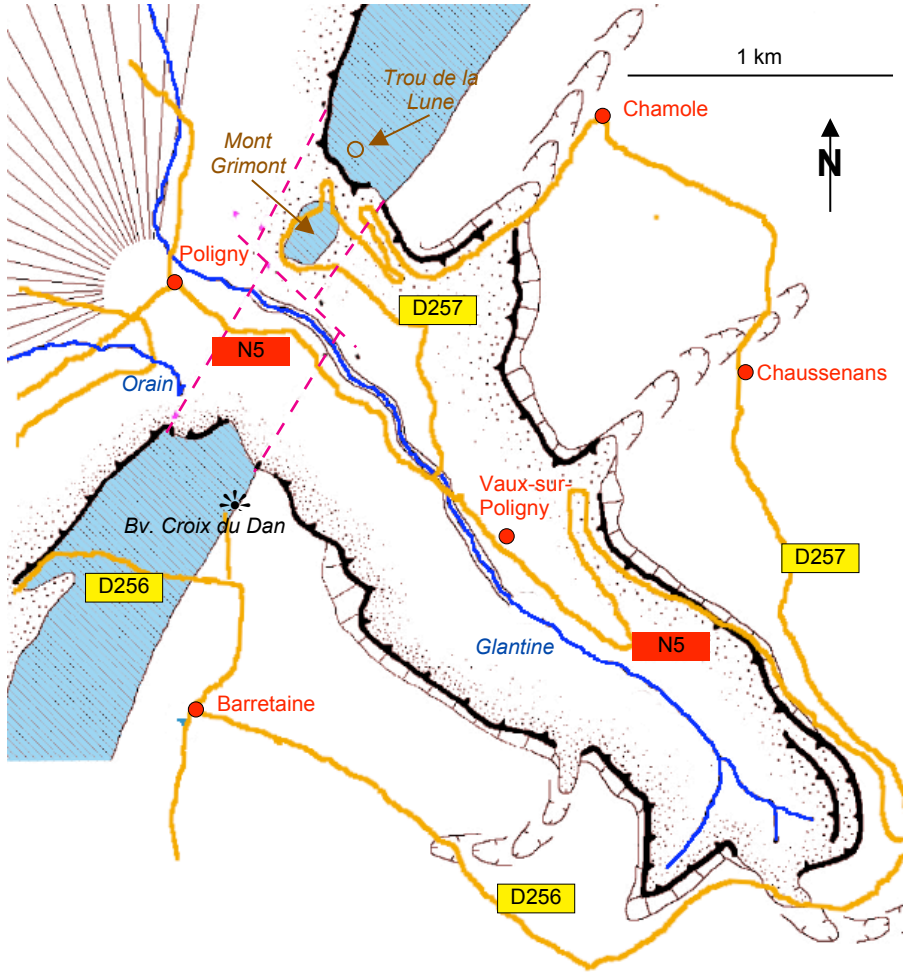 1 km
Trou de la
Lune
Chamole
Mont
Grimont
N
Poligny
D257
N5
Orain
Chaussenans
Vaux-sur-
Poligny
Bv. Croix du Dan
D256
D257
Glantine
N5
Barretaine
D256